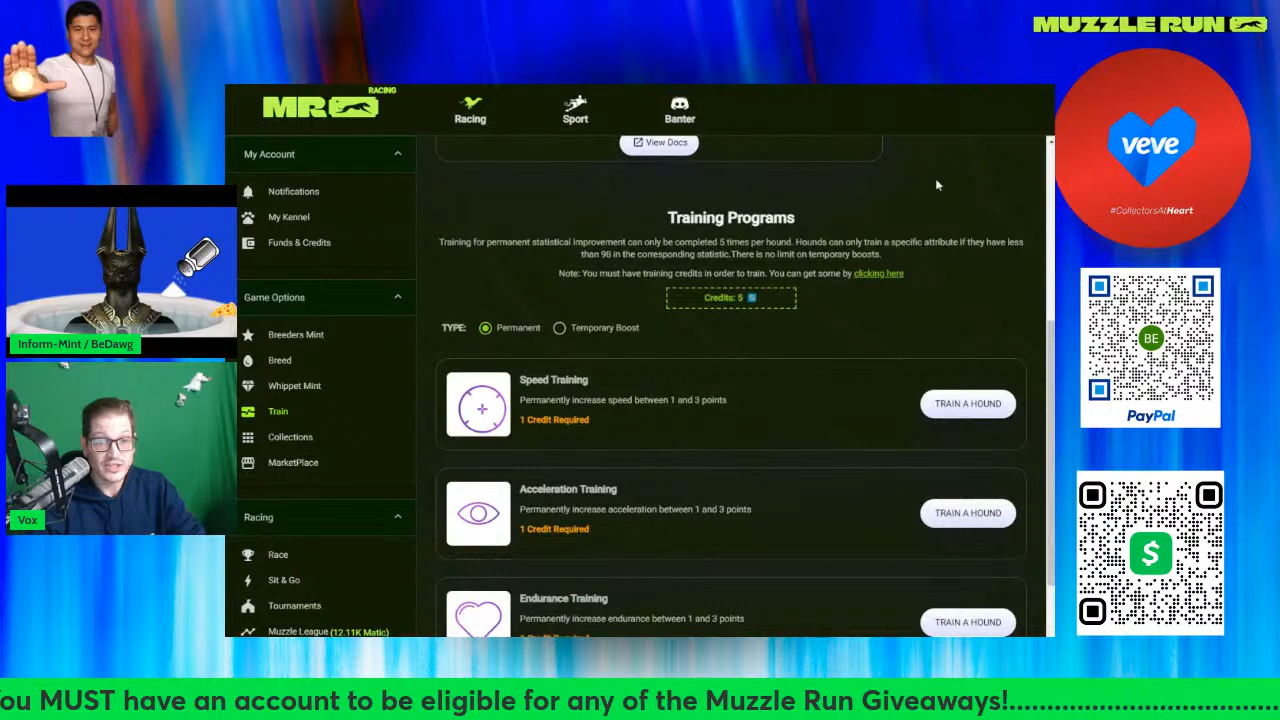 MUZZLE RUN
RACING
MR
Racing
Sport
Banter
My Account
Notifications
My Kennel
Funds & Credits
Game Options
Breeders Mint
Breed
Whippet Mint
Train
Collections
MarketPlace
Racing
Race
Sit & Go
Tournaments
Muzzle League (12.11K Matic)
View Docs
Training Programs
Training for permanent statistical improvement can only be completed 5 times per hound. Hounds can only train a specific attribute if they have less
than 98 in the corresponding statistic.There is no limit on temporary boosts.
Note: You must have training credits in order to train. You can get some by clicking here
Credits: 5
TYPE: Permanent Temporary Boost
Speed Training
Permanently increase speed between 1 and 3 points
1 Credit Required
TRAIN A HOUND
Acceleration Training
Permanently increase acceleration between 1 and 3 points
1 Credit Required
TRAIN A HOUND
Endurance Training
Permanently increase endurance between 1 and 3 points
1 Credit Required
TRAIN A HOUND
Inform-Mint / BeDawg
Vox
veve
#CollectorsAtHeart
BE
PayPal
$
You MUST have an account to be eligible for any of the Muzzle Run Giveaways!....................................